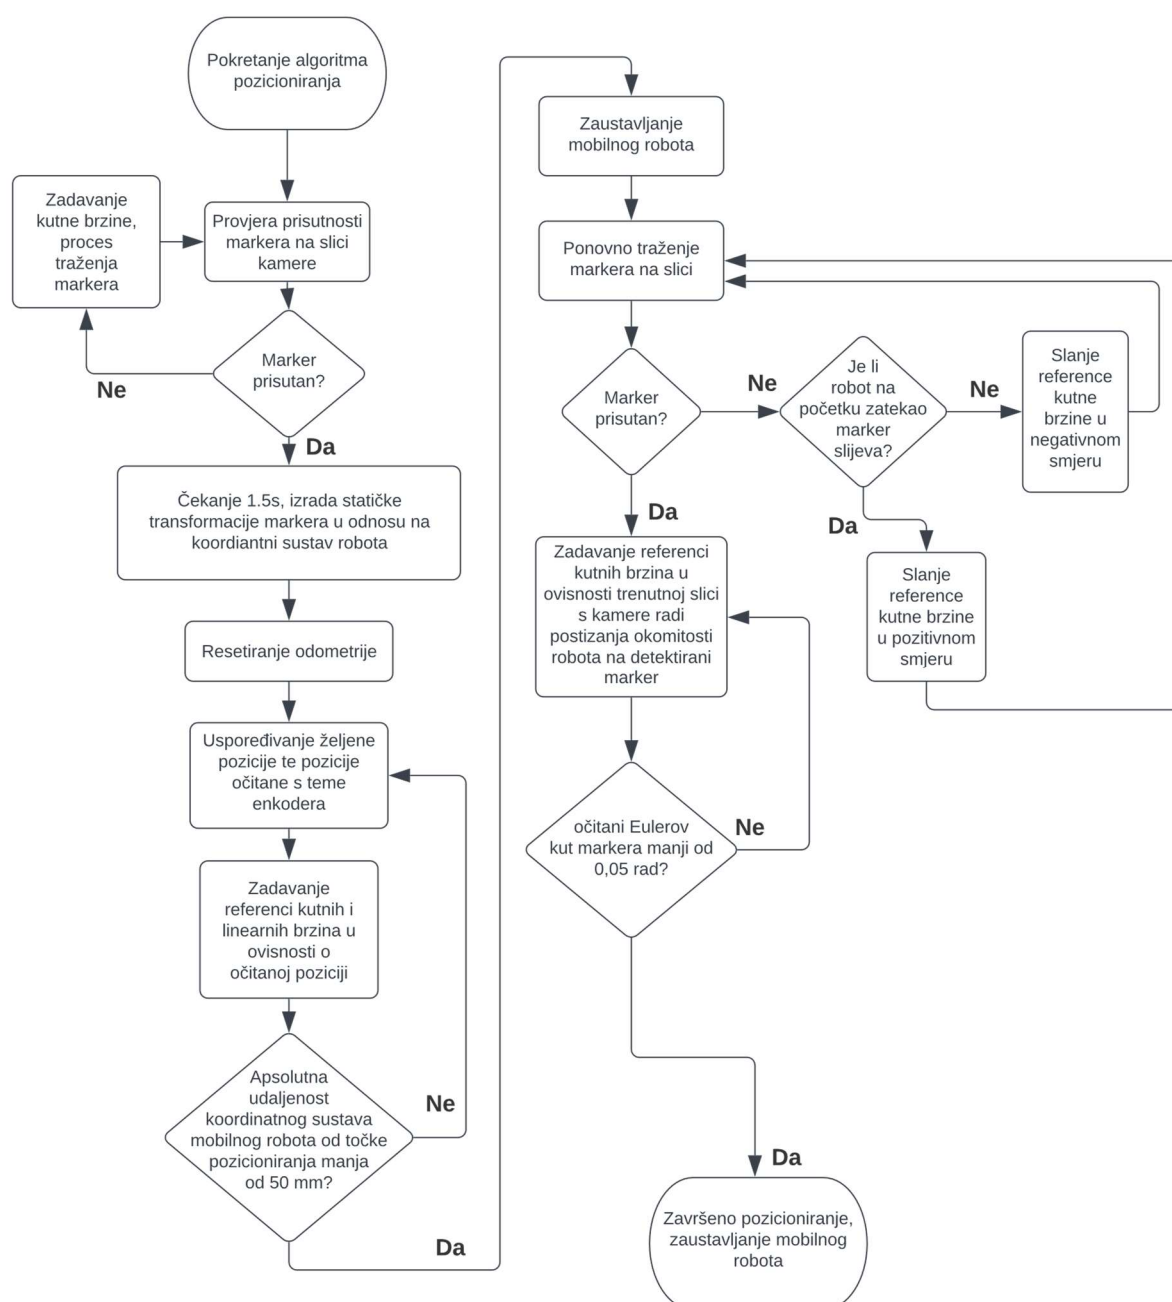 Pokretanje algoritma
pozicioniranja
Zadavanje
kutne brzine,
proces
traženja
markera
Provjera prisutnosti
markera na slici
kamere
Marker
prisutan?
Ne
Da
Čekanje 1.5s, izrada statičke
transformacije markera u odnosu na
koordiantni sustav robota
Resetiranje odometrije
Uspoređivanje željene
pozicije te pozicije
očitane s teme
enkodera
Zadavanje
referenci kutnih i
linearnih brzina u
ovisnosti o
očitanoj poziciji
Apsolutna
udaljenost
koordinatnog sustava
mobilnog robota od točke
pozicioniranja manja
od 50 mm?
Ne
Da
Zaustavljanje
mobilnog robota
Ponovno traženje
markera na slici
Marker
prisutan?
Ne
Je li
robot na
početku zatekao
marker
slijeva?
Ne
Slanje
reference
kutne
brzine u
negativnom
smjeru
Da
Da
Slanje
reference
kutne brzine
u pozitivnom
smjeru
Zadavanje referenci
kutnih brzina u
ovisnosti trenutnoj slici
s kamere radi
postizanja okomitosti
robota na detektirani
marker
očitani Eulerov
kut markera manji od
0,05 rad?
Ne
Da
Završeno pozicioniranje,
zaustavljanje mobilnog
robota